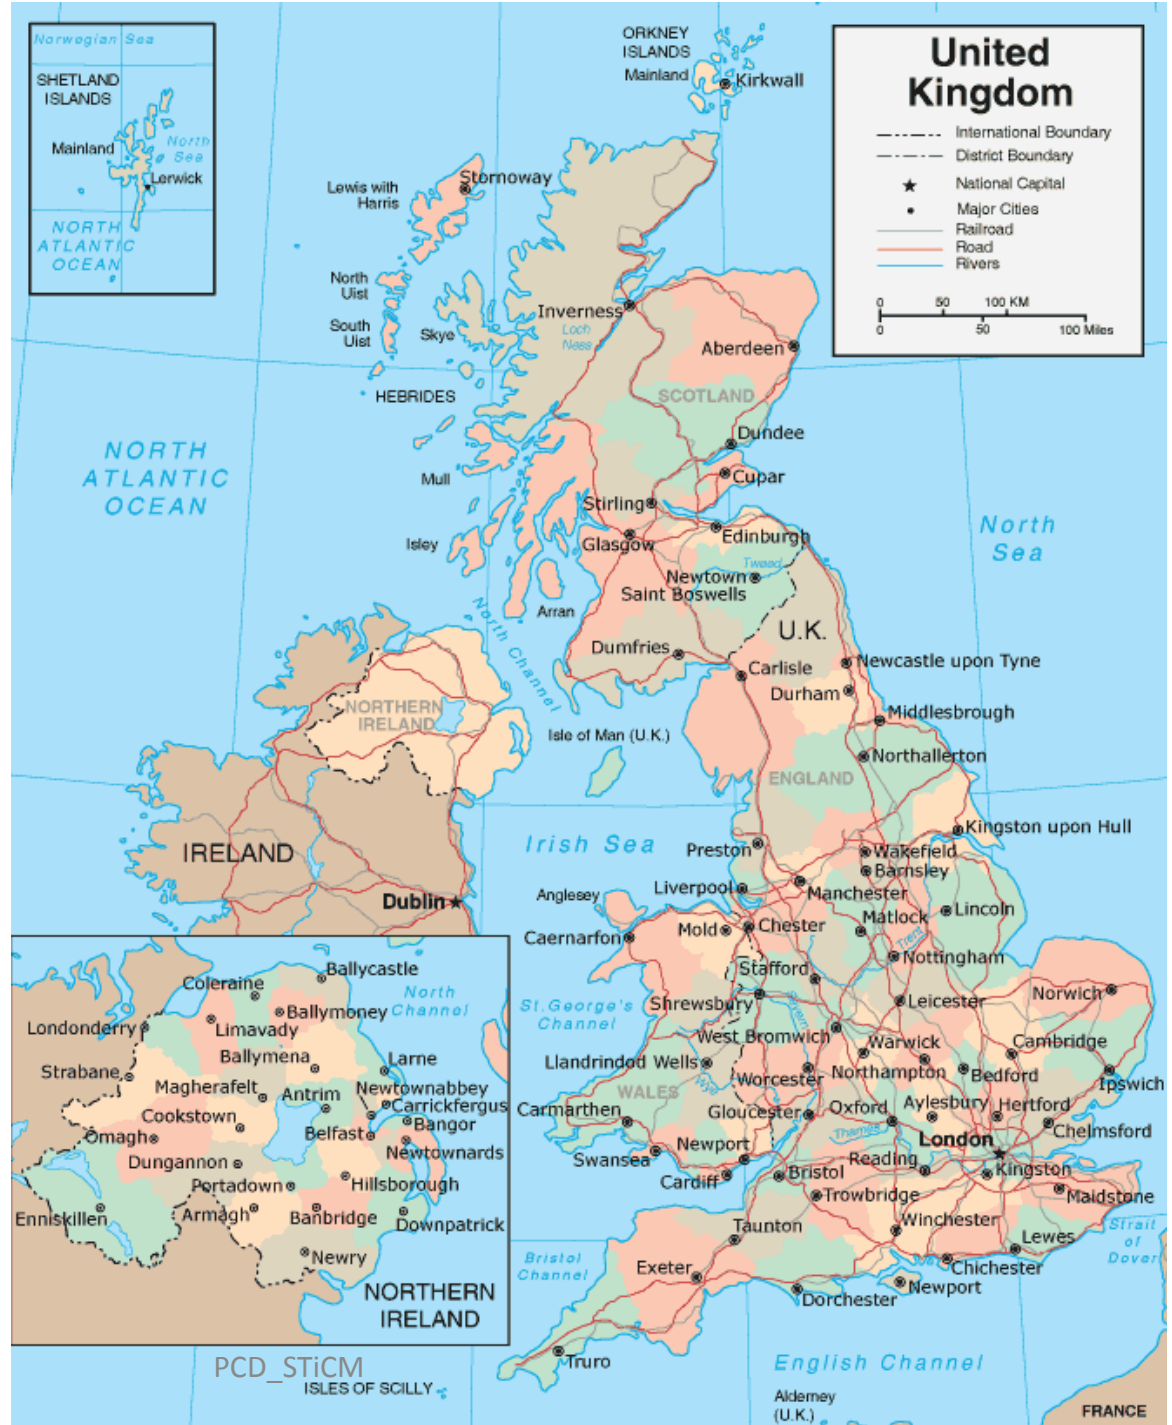 Norwegian Sea
SHETLAND
ISLANDS
Mainland
North
Sea
Lerwick
NORTH
ATLANTIC
OCEAN
ORKNEY
ISLANDS
Mainland
Kirkwall
United
Kingdom
International Boundary
District Boundary
National Capital
Major Cities
Railroad
Road
Rivers
0 50 100 KM
0 50 100 Miles
Stornoway
Lewis with
Harris
North
Uist
South
Uist
Skye
HEBRIDES
Inverness
Loch
Ness
Aberdeen
SCOTLAND
Dundee
Cupar
Mull
Stirling
Isley
Glasgow
Edinburgh
Tweed
Newtown
Saint Boswells
Arran
NORTH
ATLANTIC
OCEAN
North
Sea
North Channel
U.K.
Dumfries
Carlisle
Newcastle upon Tyne
Durham
Middlesbrough
NORTHERN
IRELAND
Isle of Man (U.K.)
Northallerton
ENGLAND
Irish Sea
Kingston upon Hull
Preston
Wakefield
Barnsley
IRELAND
Dublin
Liverpool
Manchester
Anglesey
Matlock
Lincoln
Caernarfon
Mold
Chester
Trent
Nottingham
Stafford
St.George's
Channel
Shrewsbury
Severn
Leicester
Norwich
West Bromwich
Warwick
Cambridge
Llandrindod Wells
Worcester
Northampton
Bedford
Ipswich
WALES
Wye
Carmarthen
Gloucester
Oxford
Aylesbury
Hertford
Thames
London
Chelmsford
Swansea
Newport
Cardiff
Bristol
Reading
Kingston
Trowbridge
Maidstone
Winchester
Taunton
Strait
of
Dover
Lewes
Bristol
Channel
Exeter
Chichester
Newport
Dorchester
Truro
English Channel
Alderney
(U.K.)
FRANCE
Ballycastle
Coleraine
North
Channel
Londonderry
Limavady
Ballymoney
Ballymena
Larne
Strabane
Magherafelt
Antrim
Newtownabbey
Carrickfergus
Cookstown
Bangor
Omagh
Belfast
Newtownards
Dungannon
Portadown
Hillsborough
Enniskillen
Armagh
Banbridge
Downpatrick
Newry
NORTHERN
IRELAND
PCD_STiCM
ISLES OF SCILLY